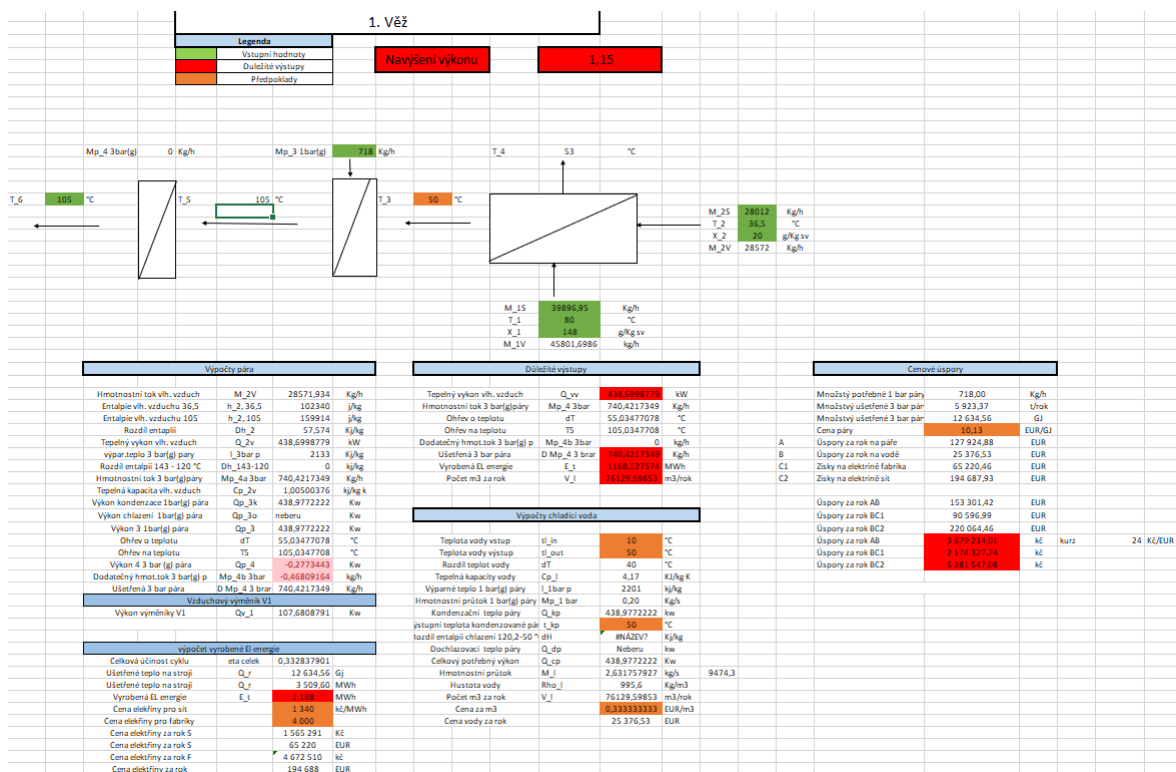 1. Věž
Legenda
Vstupní hodnoty
Duležité výstupy
Předpoklady
Navýšení výkonu 1,15
Mp_4 3bar(g) 0 Kg/h Mp_3 1bar(g) 718 Kg/h T_4 53 °C
T_6 105 °C T_5 105 °C T_3 50 °C
M_2S 28012 Kg/h
T_2 36,5 °C
X_2 20 g/Kg sv
M_2V 28572 Kg/h
M_1S 39896,95 Kg/h
T_1 80 °C
X_1 148 g/Kg sv
M_1V 45801,6986 kg/h
Výpočty pára
Hmotnostní tok vlh. vzduch M_2V 28571,934 Kg/h
Entalpie vlh. vzduchu 36,5 h_2, 36,5 102340 j/kg
Entalpie vlh. vzduchu 105 h_2, 105 159914 j/kg
Rozdíl entalpií Dh_2 57,574 Kj/kg
Tepelný výkon vlh. vzduch Q_2v 438,6998779 kW
výpar.teplo 3 bar(g) pary l_3bar p 2133 Kj/kg
Rozdíl entalpií 143 - 120 °C Dh_143-120 0 kj/kg
Hmotnostní tok 3 bar(g)páry Mp_4a 3bar 740,4217349 Kg/h
Tepelná kapacita vlh. vzduch Cp_2v 1,00500376 kj/kg k
Výkon kondenzace 1bar(g) pára Qp_3k 438,9772222 Kw
Výkon chlazení 1bar(g) pára Qp_3o neberu Kw
Výkon 3 1bar(g) pára Qp_3 438,9772222 Kw
Ohřev o teplotu dT 55,03477078 °C
Ohřev na teplotu TS 105,0347708 °C
Výkon 4 3 bar(g) pára Qp_4 -0,2773443 Kw
Dodatečný hmot.tok 3 bar(g) p Mp_4b 3bar -0,46809164 kg/h
Ušetřená 3 bar pára D Mp_4 3 brar 740,4217349 Kg/h
Vzduchový výměník V1
Výkon výměníky V1 Qv_1 107,6808791 Kw
výpočet vyrobené El energie
Celková účinost cyklu eta celek 0,332837901
Ušetřené teplo na stroji Q_r 12 634,56 Gj
Ušetřené teplo na stroji Q_r 3 509,60 MWh
Vyrobená EL energie E_t 1 168 MWh
Cena elekřiny pro síť 1 340 kč/MWh
Cena elekřiny pro fabriky 4 000
Cena elektřiny za rok S 1 565 291 Kč
Cena elektřiny za rok S 65 220 EUR
Cena elektřiny za rok F 4 672 510 kč
Cena elektřiny za rok 194 688 EUR
Důležité výstupy
Tepelný výkon vlh. vzduch Q_vv 438,6998779 kW
Hmotnostní tok 3 bar(g)páry Mp_4 3bar 740,4217349 Kg/h
Ohřev o teplotu dT 55,03477078 °C
Ohřev na teplotu TS 105,0347708 °C
Dodatečný hmot.tok 3 bar(g) p Mp_4b 3bar 0 kg/h
Ušetřená 3 bar pára D Mp_4 3 brar 740,4217349 Kg/h
Vyrobená EL energie E_t 1168,127574 MWh
Počet m3 za rok V_l 76129,59853 m3/rok
Výpočty chladící voda
Teplota vody vstup tl_in 10 °C
Teplota vody výstup tl_out 50 °C
Rozdíl teplot vody dT 40 °C
Tepelná kapacita vody Cp_l 4,17 KJ/kg K
Výparné teplo 1 bar(g) páry l_1bar p 2201 kj/kg
Hmotnostní průtok 1 bar(g) páry Mp_1 bar 0,20 Kg/s
Kondenzační teplo páry Q_kp 438,9772222 kw
ýstupní teplota kondenzované pár t_kp 50 °C
lozdíl entalpii chlazení 120,2-50 ° dH #NÁZEV? Kj/kg
Dochlazovací teplo páry Q_dp Neberu kw
Celkový potřebný výkon Q_cp 438,9772222 Kw
Hmotnostní průtok M_l 2,631757927 kg/s 9474,3
Hustota vody Rho_l 995,6 Kg/m3
Počet m3 za rok V_l 76129,59853 m3/rok
Cena za m3 0,333333333 EUR/m3
Cena vody za rok 25 376,53 EUR
Cenové úspory
Množstý potřebné 1 bar páry 718,00 Kg/h
Množství ušetřené 3 bar pár 5 923,37 t/rok
Množství ušetřené 3 bar pár 12 634,56 GJ
Cena páry 10,13 EUR/GJ
A Úspory za rok na páře 127 924,88 EUR
B Úspory za rok na vodě 25 376,53 EUR
C1 Zisky na elektrině fabrika 65 220,46 EUR
C2 Zisky na elektrině síť 194 687,93 EUR
Úspory za rok AB 153 301,42 EUR
Úspory za rok BC1 90 596,99 EUR
Úspory za rok BC2 220 064,46 EUR
Úspory za rok AB 3 679 234,01 kč kurz 24 Kč/EUR
Úspory za rok BC1 2 174 327,74 kč
Úspory za rok BC2 5 281 547,08 kč